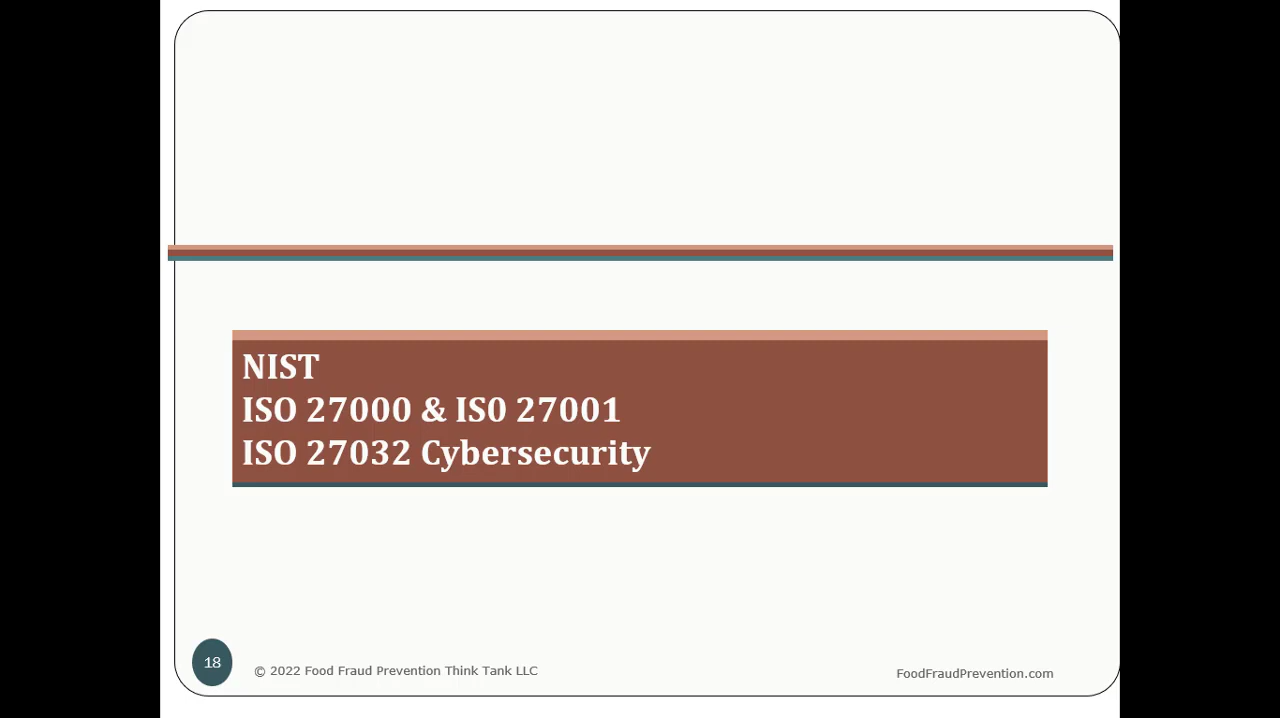 NIST
ISO 27000 & IS0 27001
ISO 27032 Cybersecurity
18
© 2022 Food Fraud Prevention Think Tank LLC
FoodFraudPrevention.com